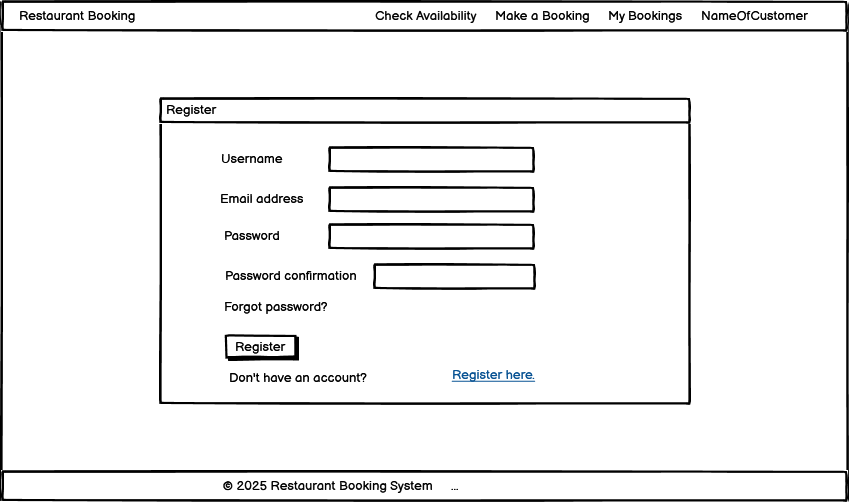 Restaurant Booking Check Availability Make a Booking My Bookings NameOfCustomer
Register
Username
Email address
Password
Password confirmation
Forgot password?
Register
Don't have an account? Register here.
© 2025 Restaurant Booking System ...